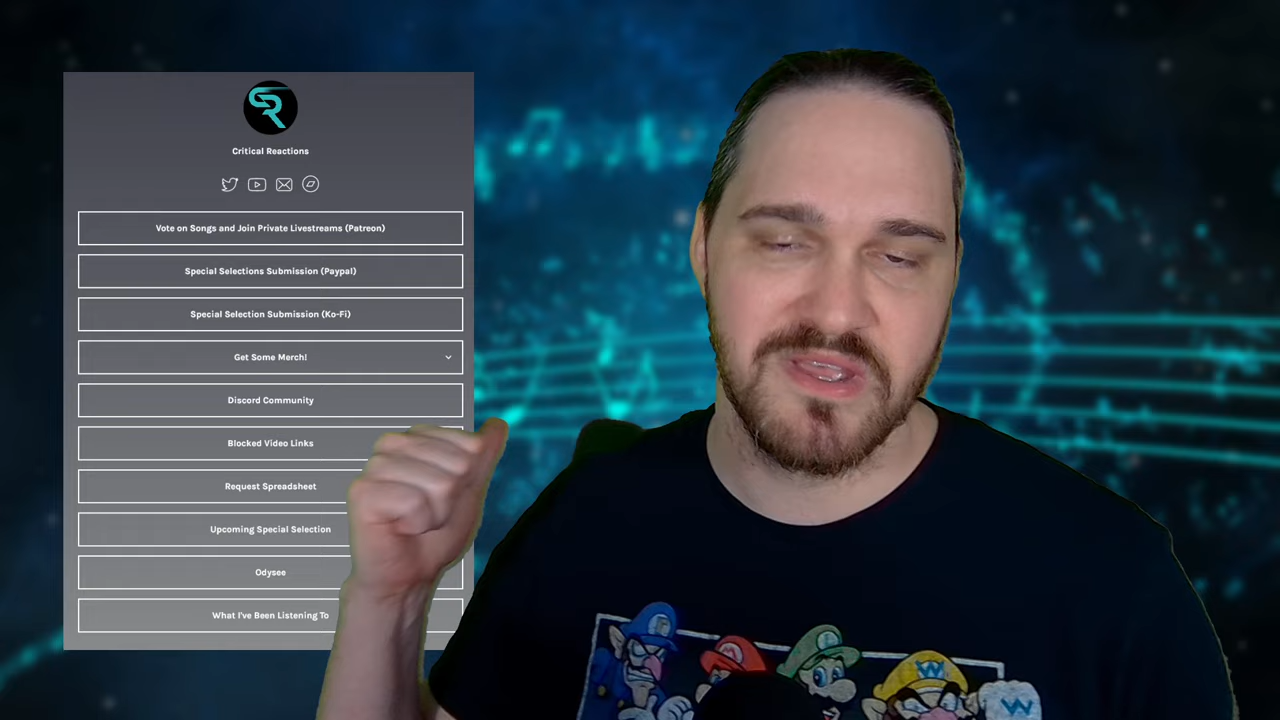 CR
Critical Reactions
Vote on Songs and Join Private Livestreams (Patreon)
Special Selections Submission (Paypal)
Special Selection Submission (Ko-Fi)
Get Some Merch!
Discord Community
Blocked Video Links
Request Spreadsheet
Upcoming Special Selection
Odysee
What I've Been Listening To
M
L
W
W